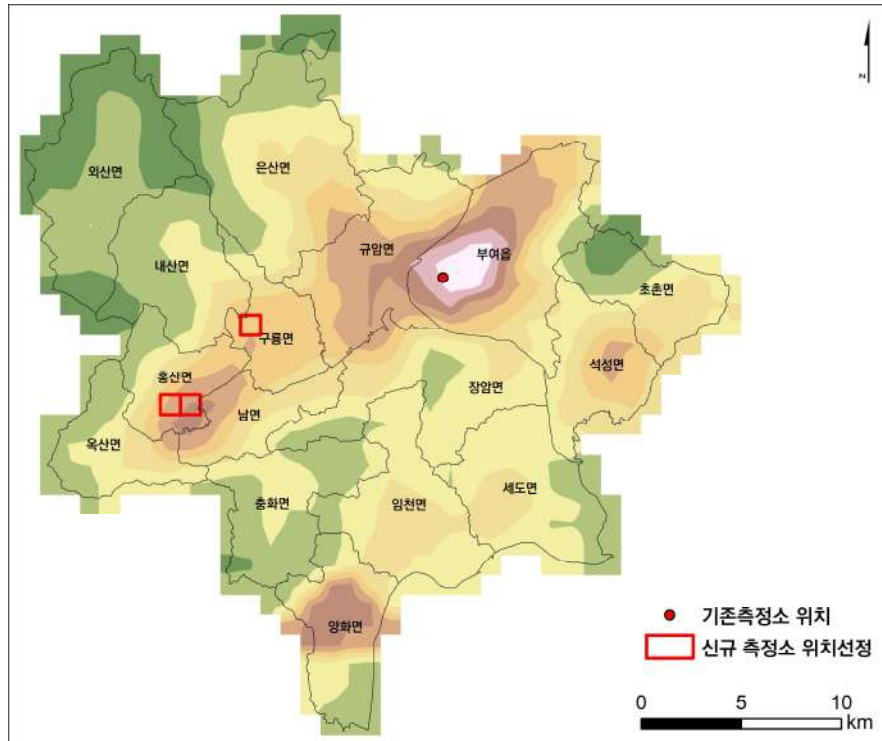 N
외산면
은산면
규암면
부여읍
내산면
초촌면
구룡면
석성면
홍산면
장암면
남면
옥산면
세도면
충화면
임천면
양화면
기존측정소 위치
신규 측정소 위치선정
0 5 10
km